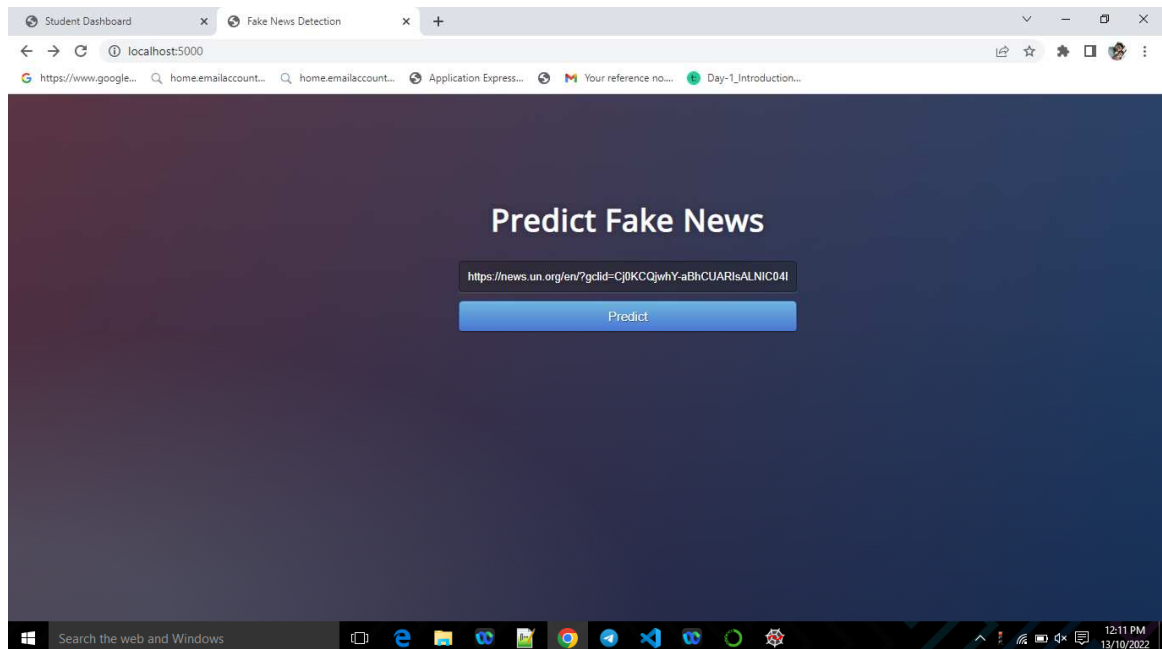 Student Dashboard
Fake News Detection
localhost:5000
https://www.google...
home.emailaccount...
home.emailaccount...
Application Express...
Your reference no....
Day-1_Introduction...
Predict Fake News
https://news.un.org/en/?gclid=Cj0KCQjwhY-aBhCUARIsALNIC04I
Predict
Search the web and Windows
12:11 PM
13/10/2022